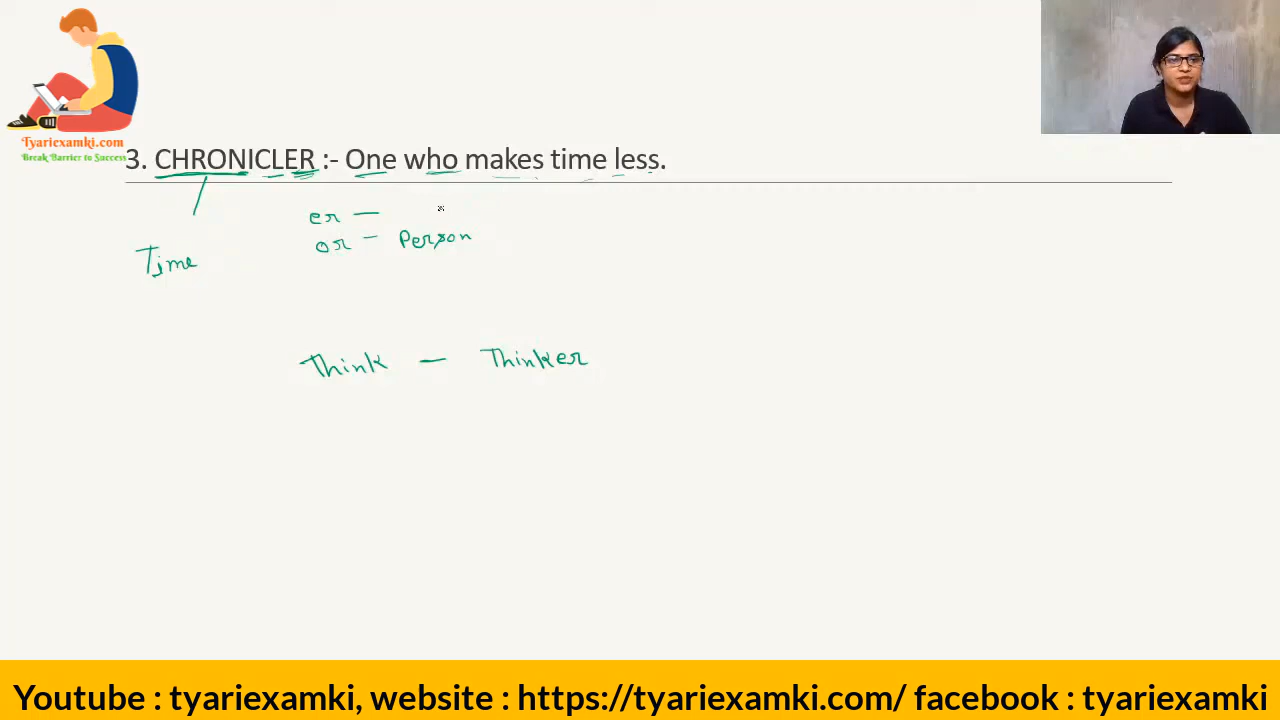 Tyariexamki.com
Break Barrier to Success
3. CHRONICLER :- One who makes time less.
er —
or - Person
Time
Think — Thinker
Youtube : tyariexamki, website : https://tyariexamki.com/ facebook : tyariexamki